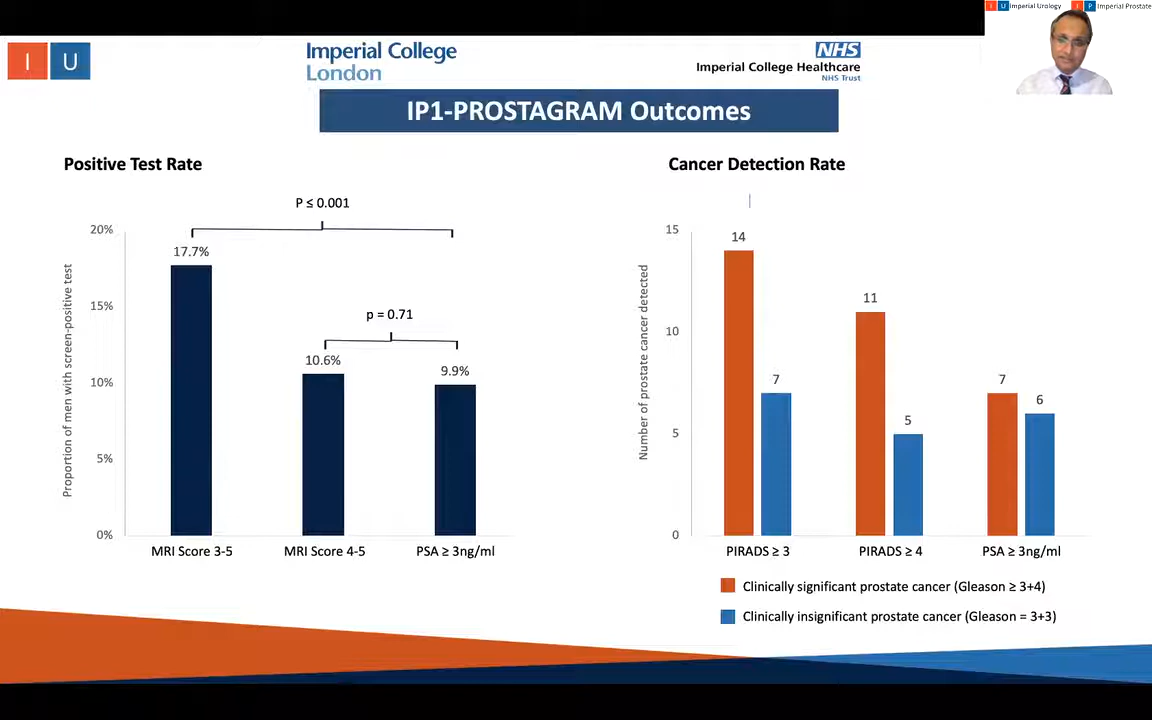 I U Imperial Urology I P Imperial Prostate
I U
Imperial College
London
NHS
Imperial College Healthcare
NHS Trust
IP1-PROSTAGRAM Outcomes
Positive Test Rate
P ≤ 0.001
20%
17.7%
15%
p = 0.71
10.6%
9.9%
10%
5%
0%
Proportion of men with screen-positive test
MRI Score 3-5
MRI Score 4-5
PSA ≥ 3ng/ml
Cancer Detection Rate
15
14
11
10
7
7
6
5
5
0
Number of prostate cancer detected
PIRADS ≥ 3
PIRADS ≥ 4
PSA ≥ 3ng/ml
Clinically significant prostate cancer (Gleason ≥ 3+4)
Clinically insignificant prostate cancer (Gleason = 3+3)